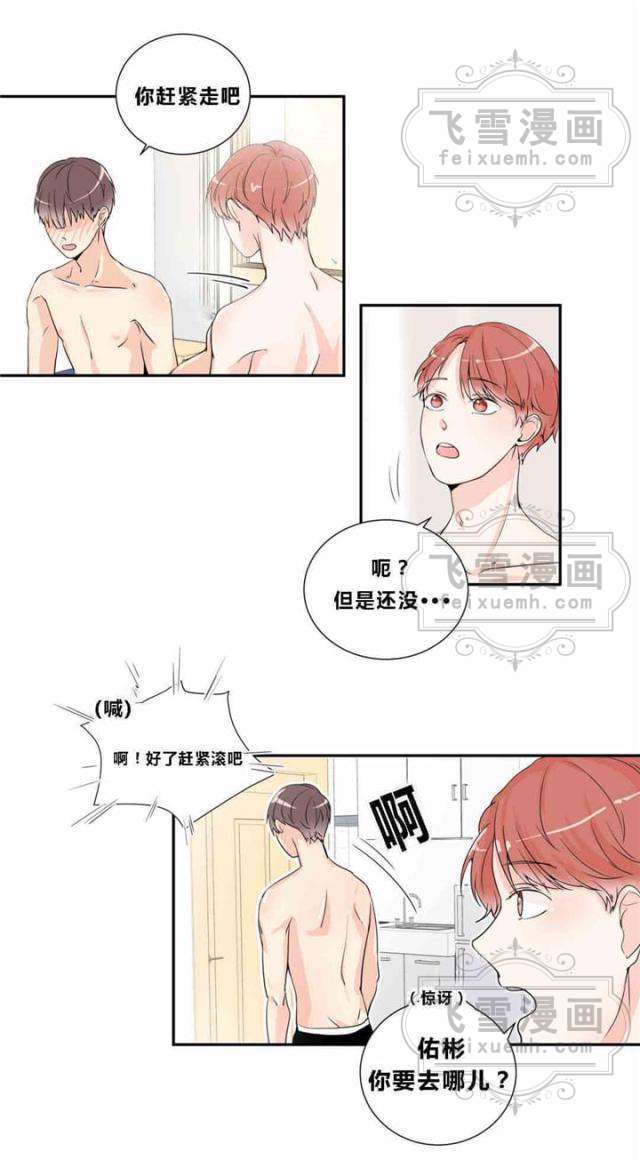 你赶紧走吧
飞雪漫画
feixuemh.com
呃？
但是还没•••
飞雪漫画
feixuemh.com
(喊)
啊！好了赶紧滚吧
啊
(惊讶)
佑彬
你要去哪儿？
飞雪漫画
feixuemh.com